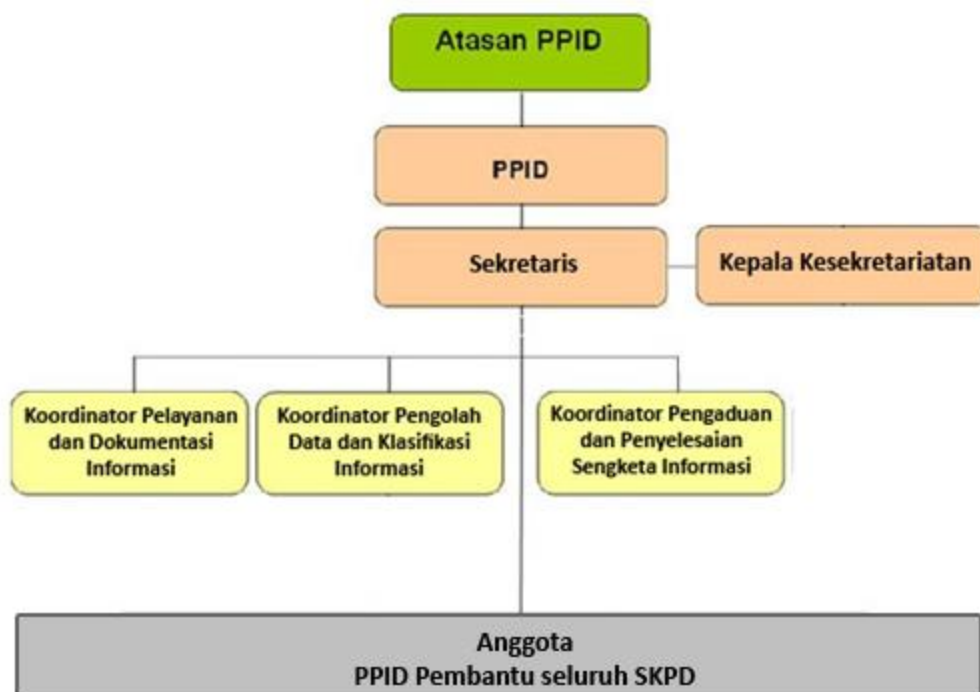 Atasan PPID
PPID
Sekretaris
Kepala Kesekretariatan
Koordinator Pelayanan
dan Dokumentasi
Informasi
Koordinator Pengolah
Data dan Klasifikasi
Informasi
Koordinator Pengaduan
dan Penyelesaian
Sengketa Informasi
Anggota
PPID Pembantu seluruh SKPD